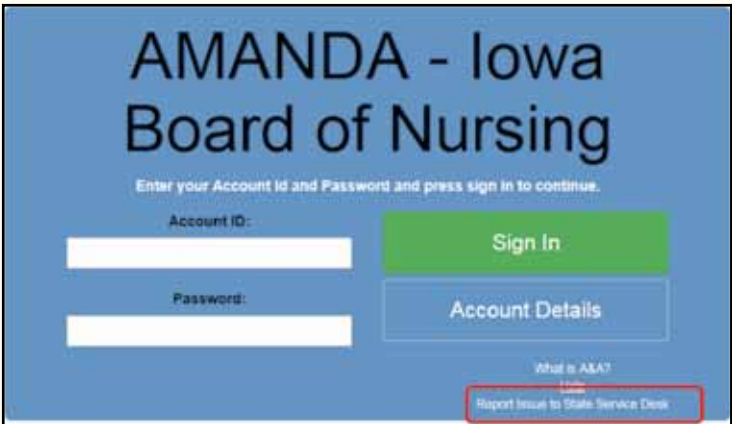 AMANDA - Iowa
Board of Nursing
Enter your Account Id and Password and press sign in to continue.
Account ID:
Sign In
Password:
Account Details
What is A&A?
Help
Report Issue to State Service Desk